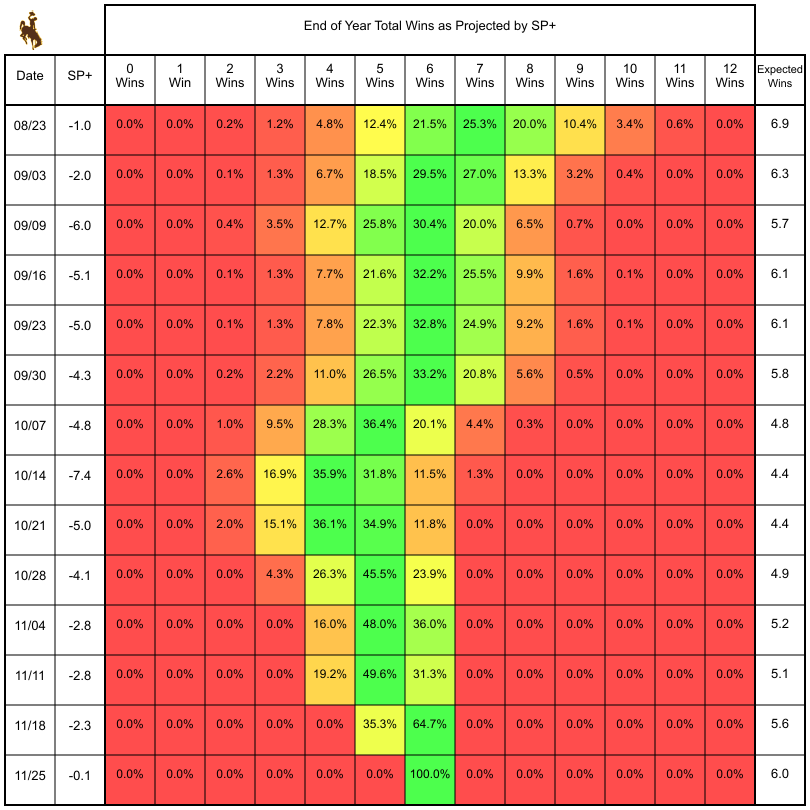 End of Year Total Wins as Projected by SP+
Date SP+ 0 Wins 1 Win 2 Wins 3 Wins 4 Wins 5 Wins 6 Wins 7 Wins 8 Wins 9 Wins 10 Wins 11 Wins 12 Wins Expected Wins
08/23 -1.0 0.0% 0.0% 0.2% 1.2% 4.8% 12.4% 21.5% 25.3% 20.0% 10.4% 3.4% 0.6% 0.0% 6.9
09/03 -2.0 0.0% 0.0% 0.1% 1.3% 6.7% 18.5% 29.5% 27.0% 13.3% 3.2% 0.4% 0.0% 0.0% 6.3
09/09 -6.0 0.0% 0.0% 0.4% 3.5% 12.7% 25.8% 30.4% 20.0% 6.5% 0.7% 0.0% 0.0% 0.0% 5.7
09/16 -5.1 0.0% 0.0% 0.1% 1.3% 7.7% 21.6% 32.2% 25.5% 9.9% 1.6% 0.1% 0.0% 0.0% 6.1
09/23 -5.0 0.0% 0.0% 0.1% 1.3% 7.8% 22.3% 32.8% 24.9% 9.2% 1.6% 0.1% 0.0% 0.0% 6.1
09/30 -4.3 0.0% 0.0% 0.2% 2.2% 11.0% 26.5% 33.2% 20.8% 5.6% 0.5% 0.0% 0.0% 0.0% 5.8
10/07 -4.8 0.0% 0.0% 1.0% 9.5% 28.3% 36.4% 20.1% 4.4% 0.3% 0.0% 0.0% 0.0% 0.0% 4.8
10/14 -7.4 0.0% 0.0% 2.6% 16.9% 35.9% 31.8% 11.5% 1.3% 0.0% 0.0% 0.0% 0.0% 0.0% 4.4
10/21 -5.0 0.0% 0.0% 2.0% 15.1% 36.1% 34.9% 11.8% 0.0% 0.0% 0.0% 0.0% 0.0% 0.0% 4.4
10/28 -4.1 0.0% 0.0% 0.0% 4.3% 26.3% 45.5% 23.9% 0.0% 0.0% 0.0% 0.0% 0.0% 0.0% 4.9
11/04 -2.8 0.0% 0.0% 0.0% 0.0% 16.0% 48.0% 36.0% 0.0% 0.0% 0.0% 0.0% 0.0% 0.0% 5.2
11/11 -2.8 0.0% 0.0% 0.0% 0.0% 19.2% 49.6% 31.3% 0.0% 0.0% 0.0% 0.0% 0.0% 0.0% 5.1
11/18 -2.3 0.0% 0.0% 0.0% 0.0% 0.0% 35.3% 64.7% 0.0% 0.0% 0.0% 0.0% 0.0% 0.0% 5.6
11/25 -0.1 0.0% 0.0% 0.0% 0.0% 0.0% 0.0% 100.0% 0.0% 0.0% 0.0% 0.0% 0.0% 0.0% 6.0